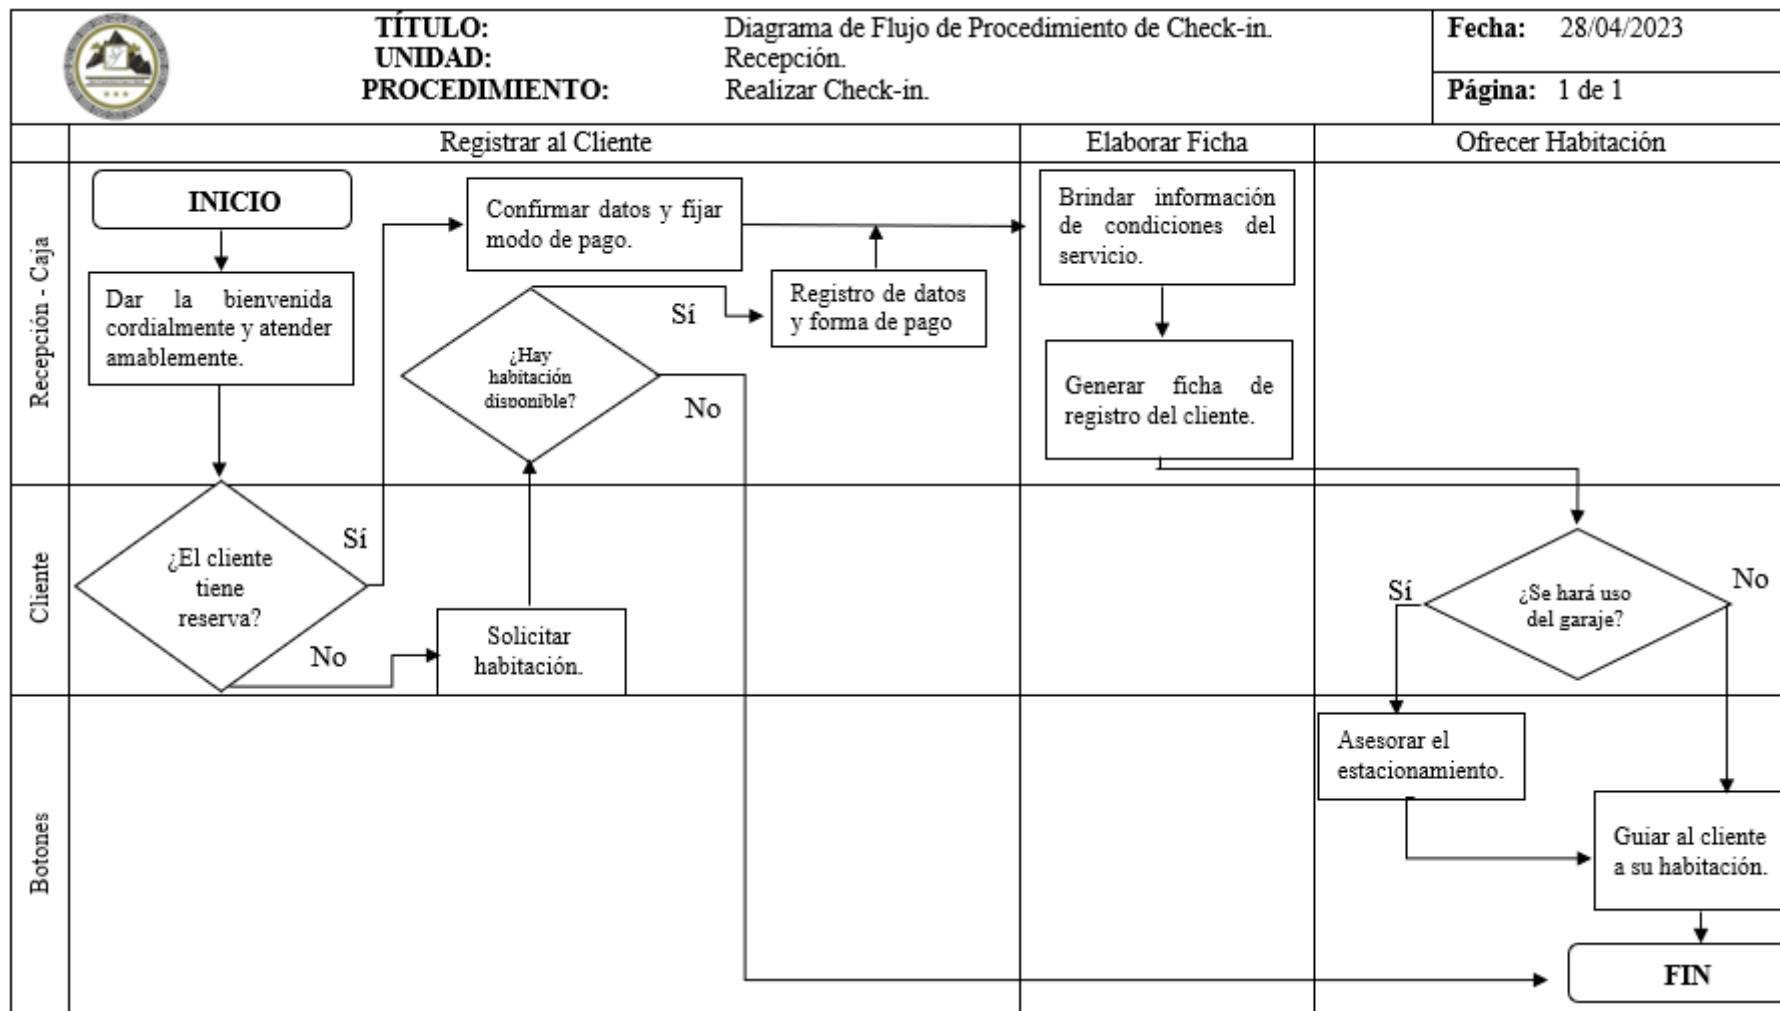 TÍTULO: Diagrama de Flujo de Procedimiento de Check-in.
UNIDAD: Recepción.
PROCEDIMIENTO: Realizar Check-in.
Fecha: 28/04/2023
Página: 1 de 1
Registrar al Cliente
Elaborar Ficha
Ofrecer Habitación
Recepción - Caja
INICIO
Dar la bienvenida
cordialmente y atender
amablemente.
Confirmar datos y fijar
modo de pago.
¿Hay
habitación
disponible?
Sí
No
Registro de datos
y forma de pago
Brindar información
de condiciones del
servicio.
Generar ficha de
registro del cliente.
Cliente
¿El cliente
tiene
reserva?
Sí
No
Solicitar
habitación.
Sí
¿Se hará uso
del garaje?
No
Botones
Asesorar el
estacionamiento.
Guiar al cliente
a su habitación.
FIN